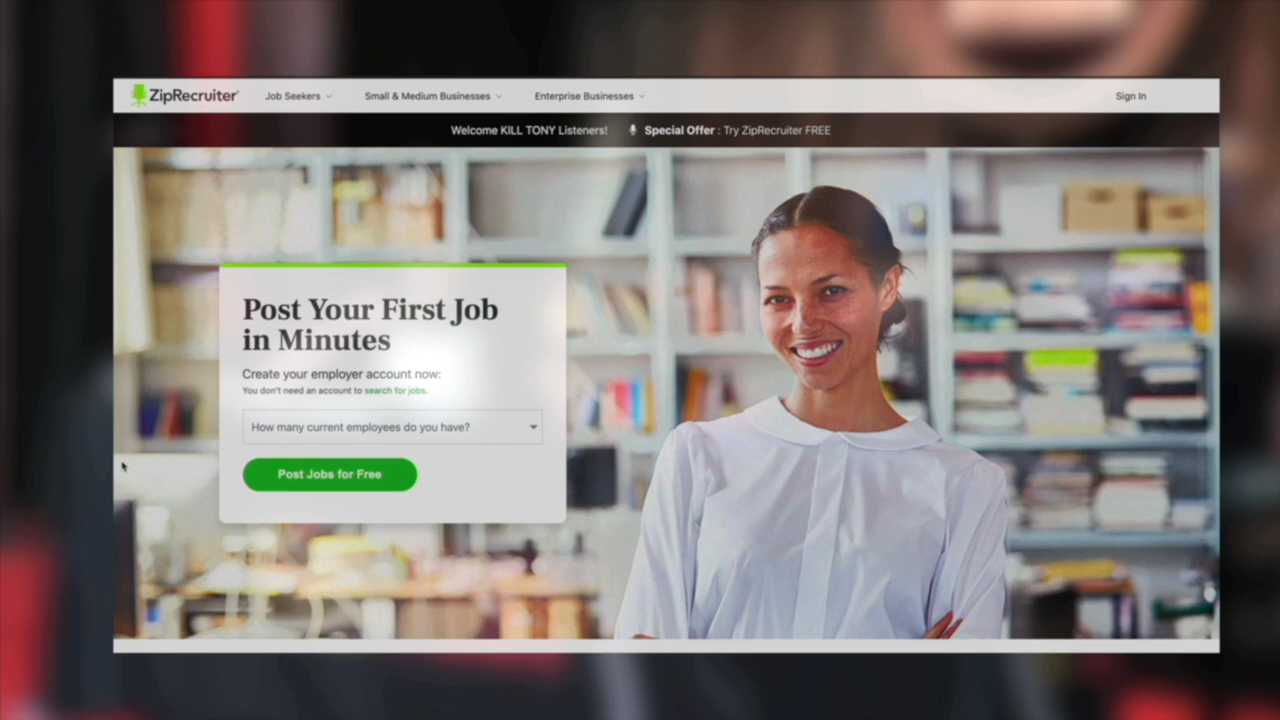 ZipRecruiter
Job Seekers
Small & Medium Businesses
Enterprise Businesses
Sign In
Welcome KILL TONY Listeners!
Special Offer : Try ZipRecruiter FREE
Post Your First Job
in Minutes
Create your employer account now:
You don't need an account to search for jobs.
How many current employees do you have?
Post Jobs for Free